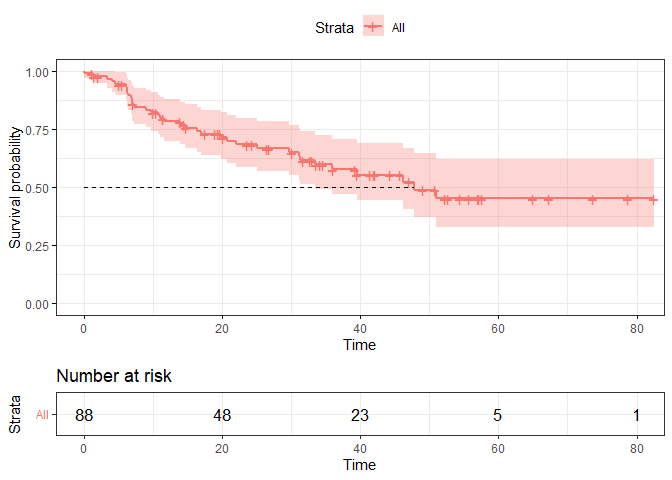 Strata All
1.00
0.75
0.50
0.25
0.00
Survival probability
0 20 40 60 80
Time
Number at risk
Strata
All 88 48 23 5 1
0 20 40 60 80
Time